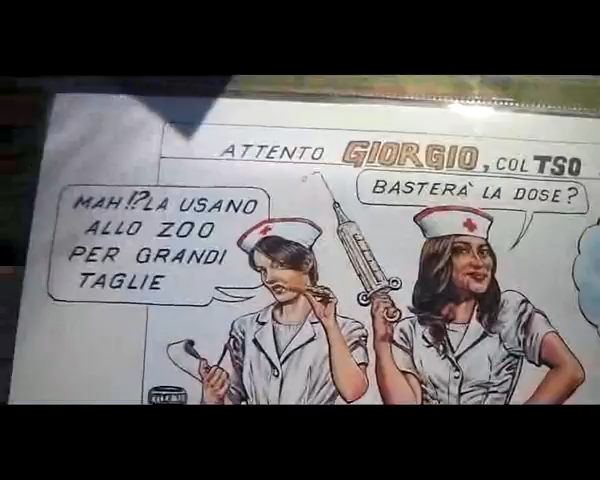 ATTENTO GIORGIO, COL TSO
MAH!?LA USANO
ALLO ZOO
PER GRANDI
TAGLIE
BASTERÀ LA DOSE?